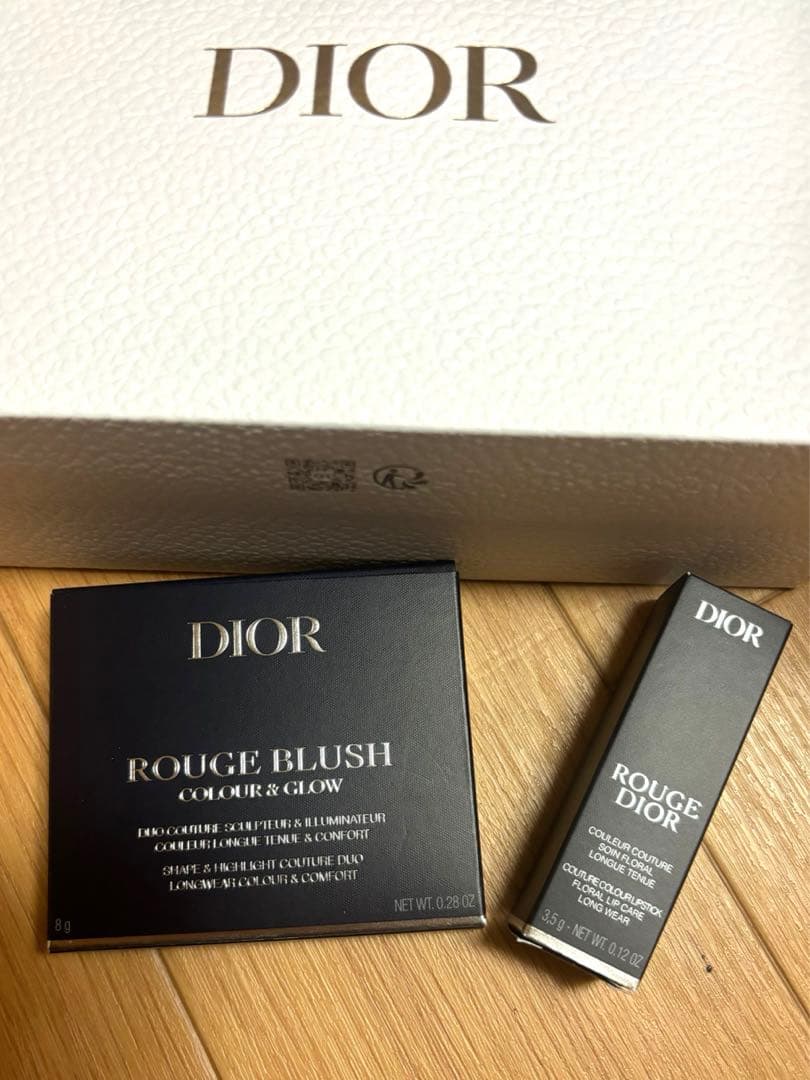 DIOR
DIOR
ROUGE BLUSH
COLOUR & GLOW
DUO COUTURE SCULPTEUR & ILLUMINATEUR
COULEUR LONGUE TENUE & CONFORT
SHAPE & HIGHLIGHT COUTURE DUO
LONGWEAR COLOUR & COMFORT
8 g
NET WT. 0.28 OZ
DIOR
ROUGE
DIOR
COULEUR COUTURE
SOIN FLORAL
LONGUE TENUE
COUTURE COLOUR LIPSTICK
FLORAL LIP CARE
LONG WEAR
3,5 g - NET WT. 0.12 OZ